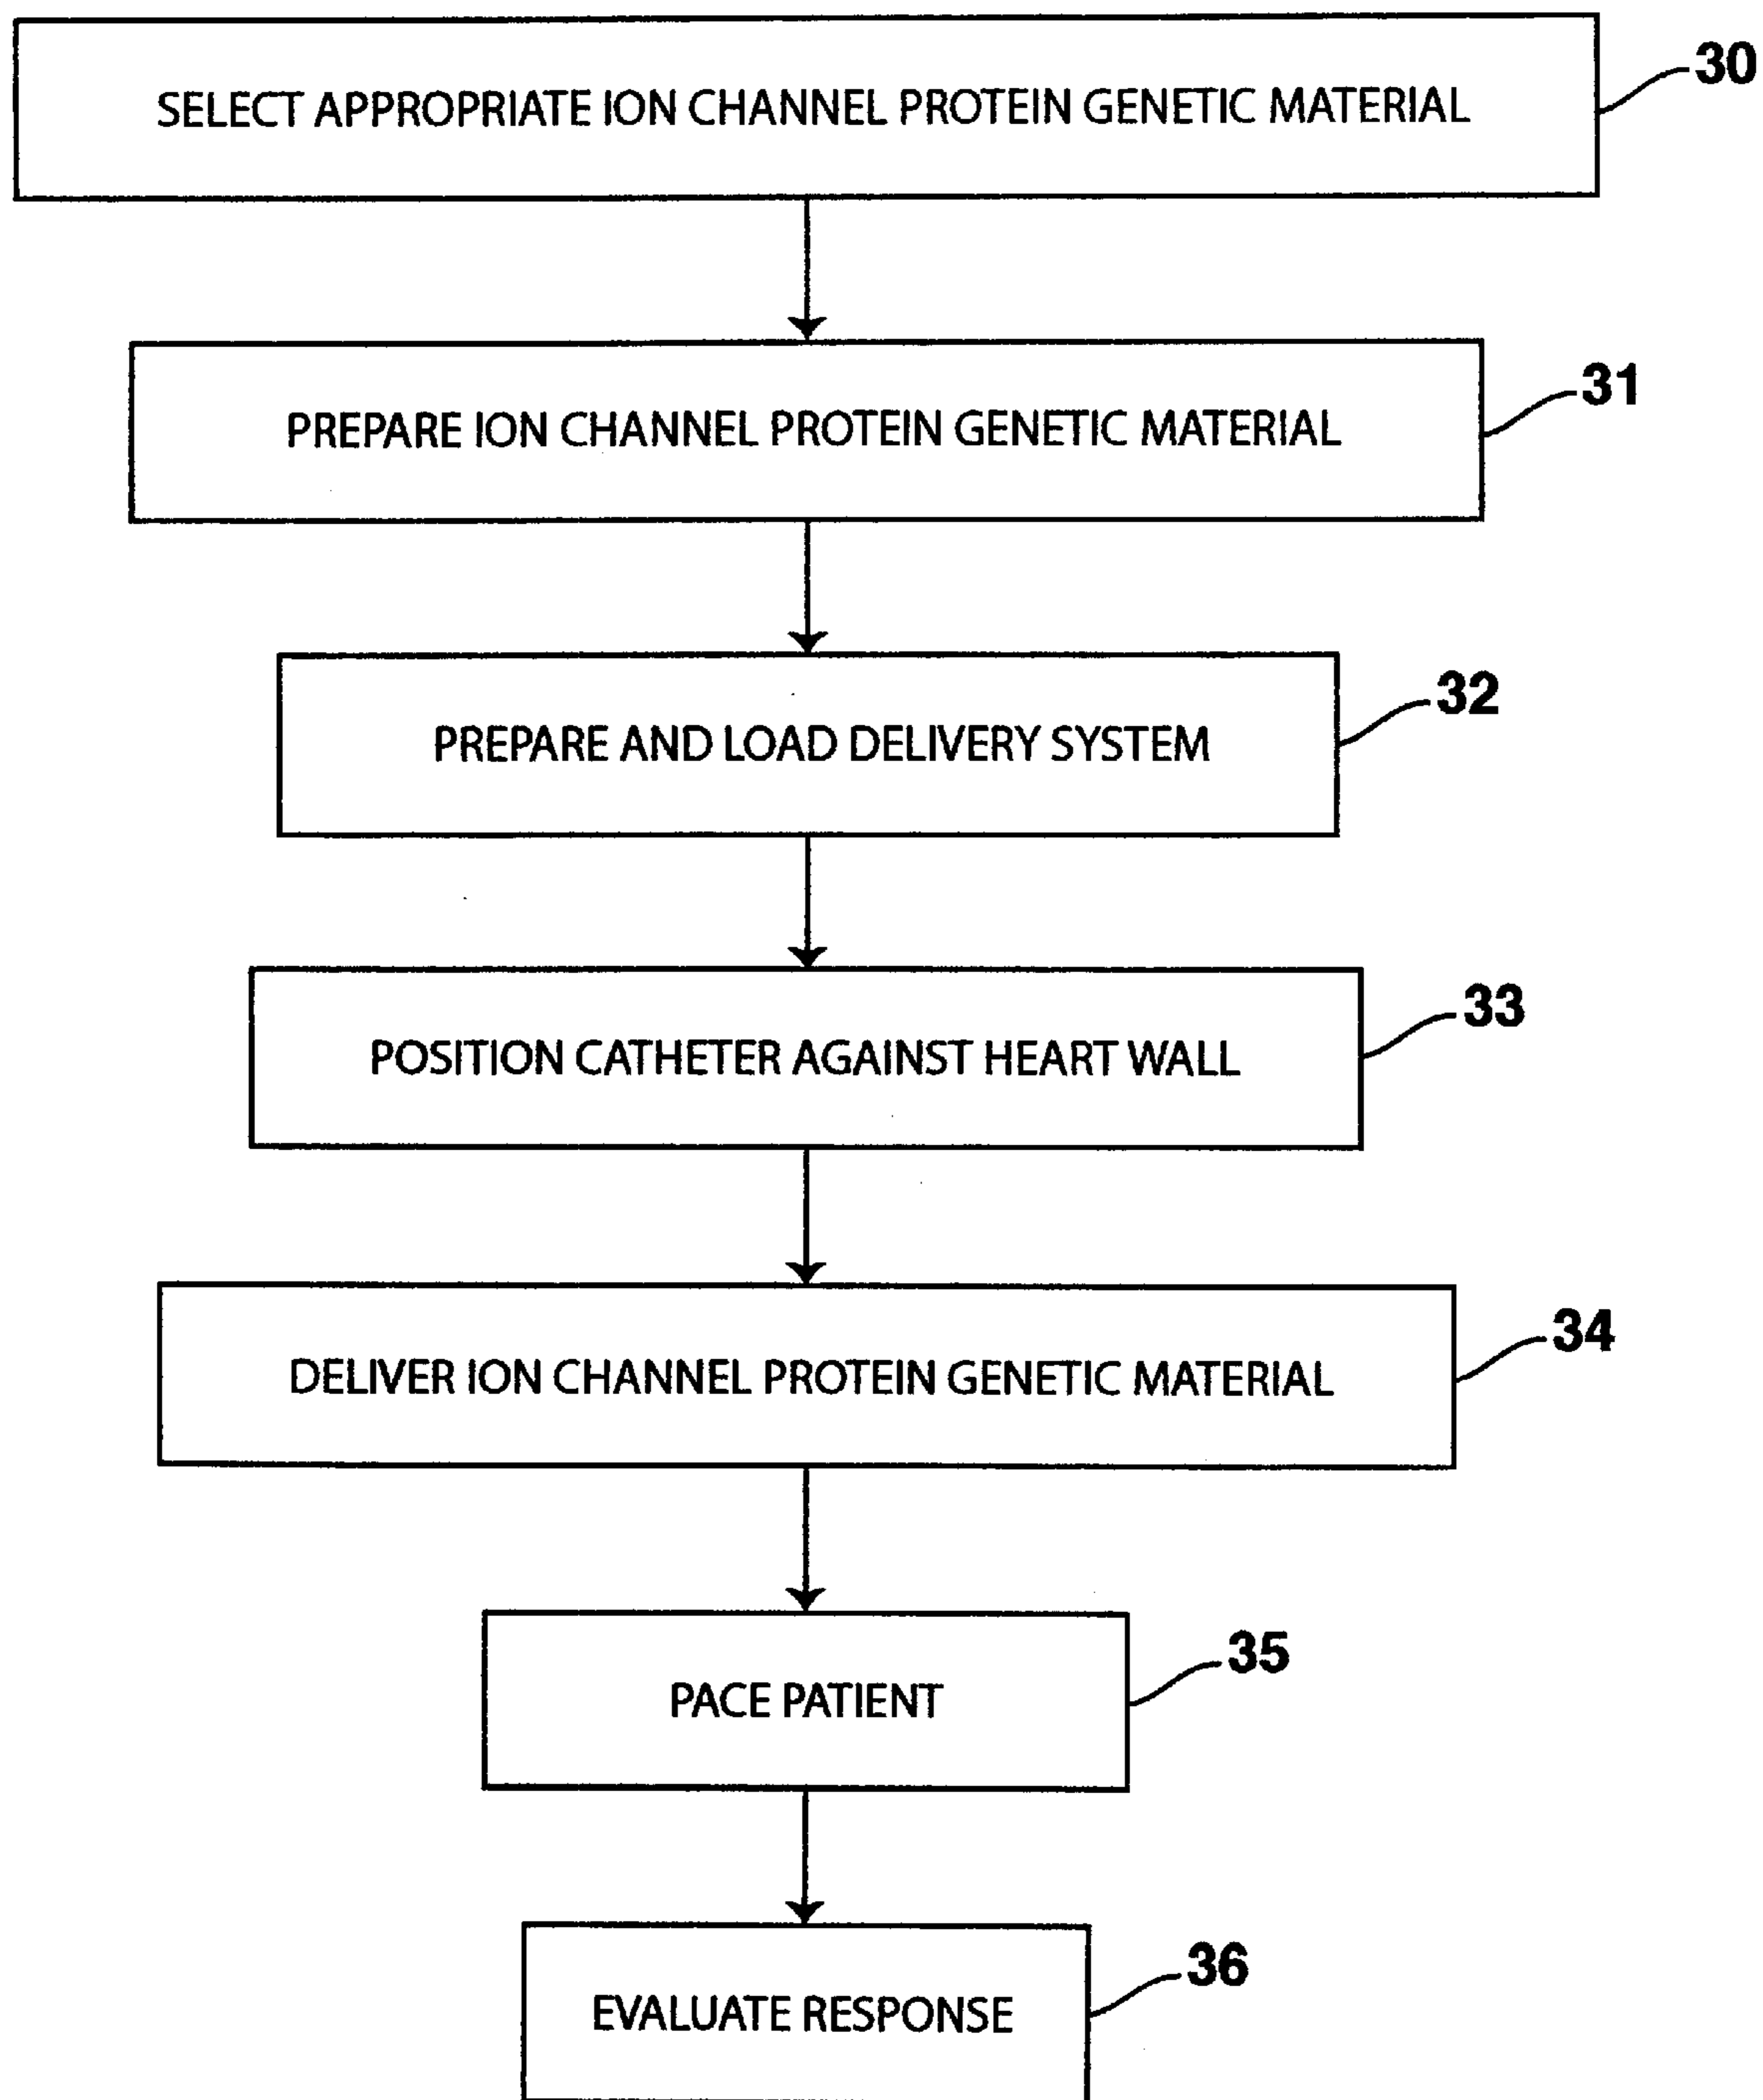 SELECT APPROPRIATE ION CHANNEL PROTEIN GENETIC MATERIAL
30
PREPARE ION CHANNEL PROTEIN GENETIC MATERIAL
31
PREPARE AND LOAD DELIVERY SYSTEM
32
POSITION CATHETER AGAINST HEART WALL
33
DELIVER ION CHANNEL PROTEIN GENETIC MATERIAL
34
PACE PATIENT
35
EVALUATE RESPONSE
36